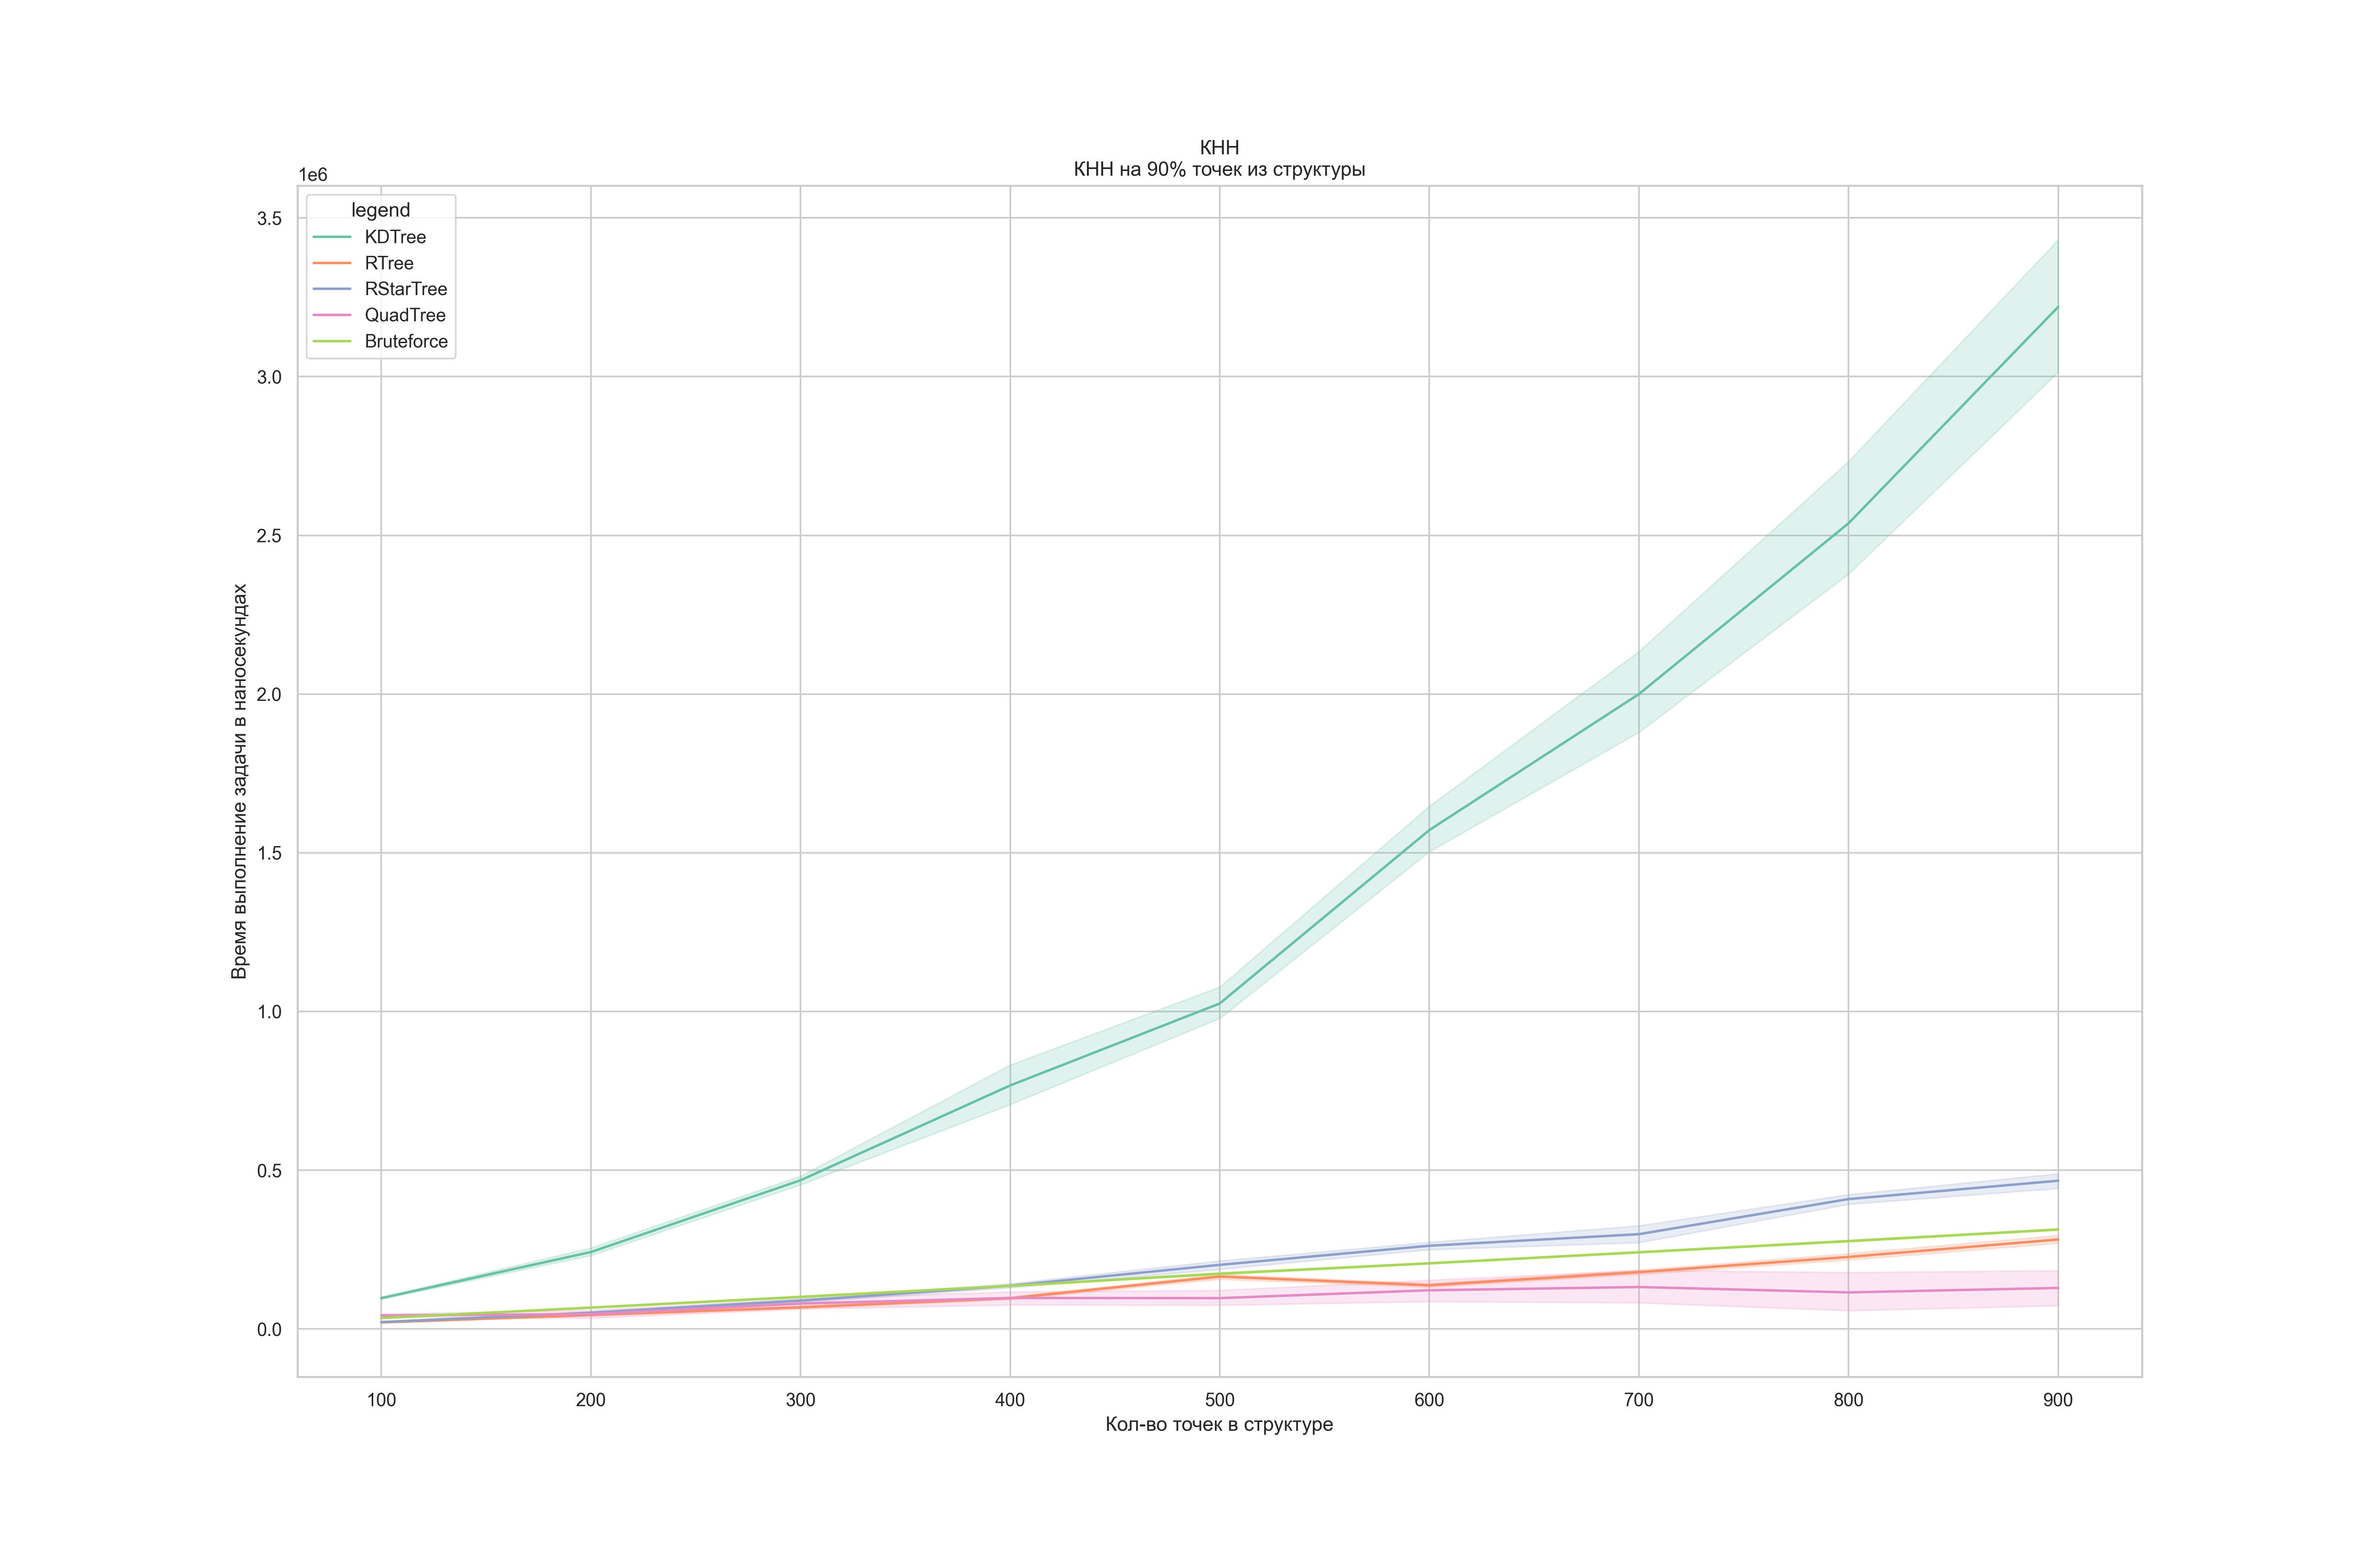 КНН
КНН на 90% точек из структуры
1e6
3.5
3.0
2.5
2.0
1.5
1.0
0.5
0.0
legend
KDTree
RTree
RStarTree
QuadTree
Bruteforce
Время выполнение задачи в наносекундах
100 200 300 400 500 600 700 800 900
Кол-во точек в структуре